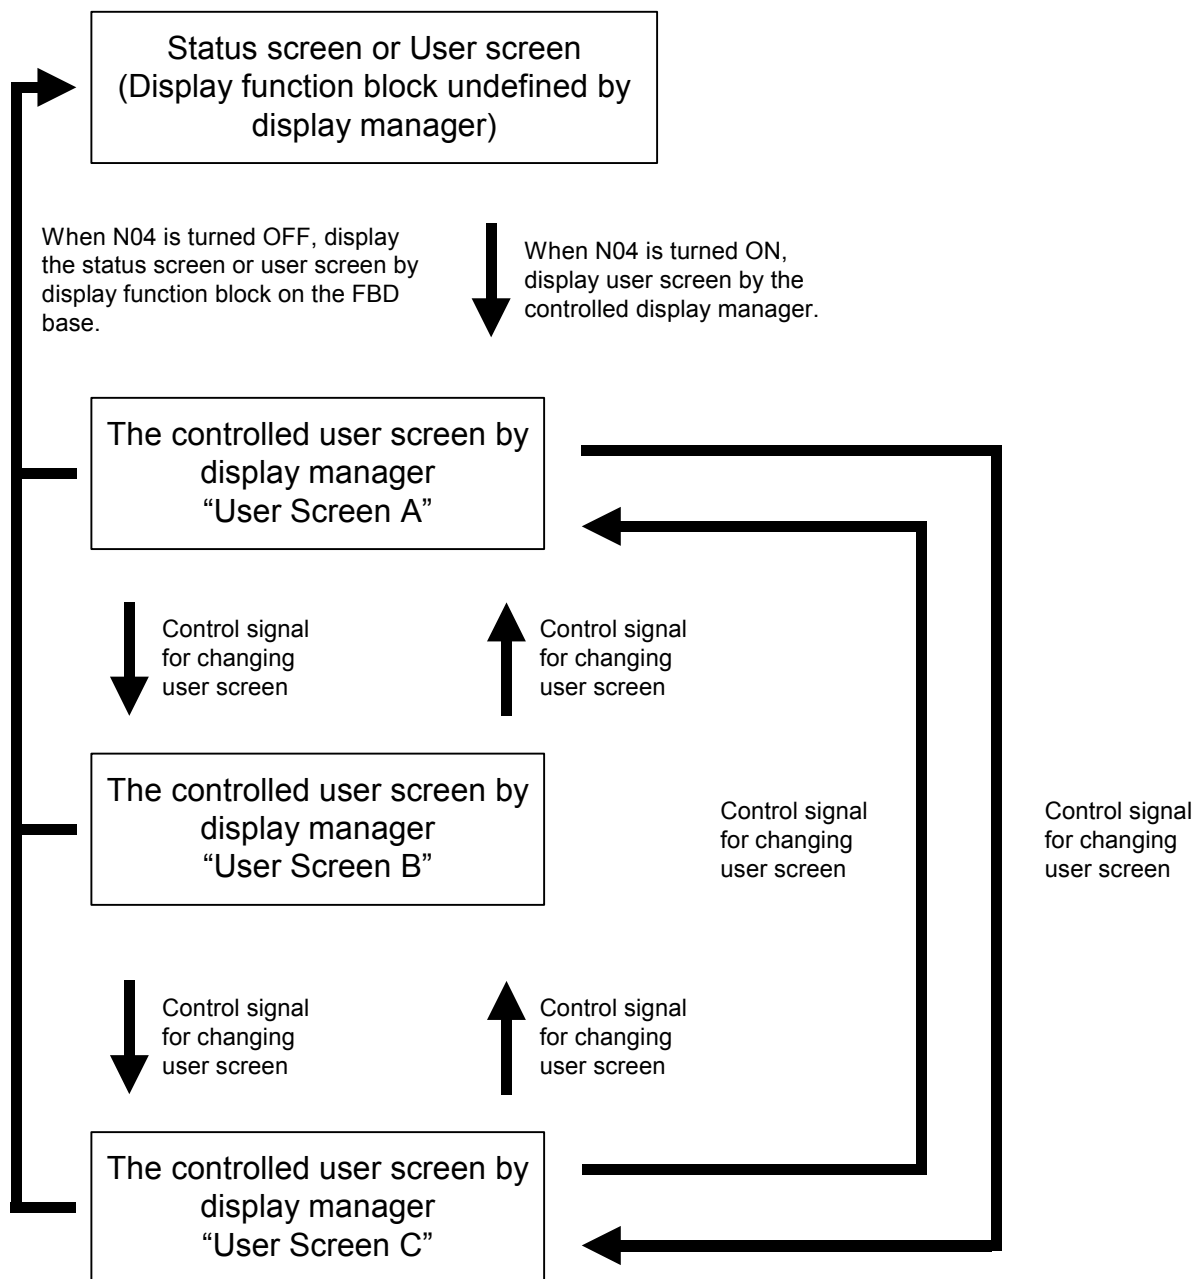 Status screen or User screen
(Display function block undefined by
display manager)
When N04 is turned OFF, display
the status screen or user screen by
display function block on the FBD
base.
When N04 is turned ON,
display user screen by the
controlled display manager.
The controlled user screen by
display manager
“User Screen A”
Control signal
for changing
user screen
Control signal
for changing
user screen
The controlled user screen by
display manager
“User Screen B”
Control signal
for changing
user screen
Control signal
for changing
user screen
Control signal
for changing
user screen
Control signal
for changing
user screen
The controlled user screen by
display manager
“User Screen C”